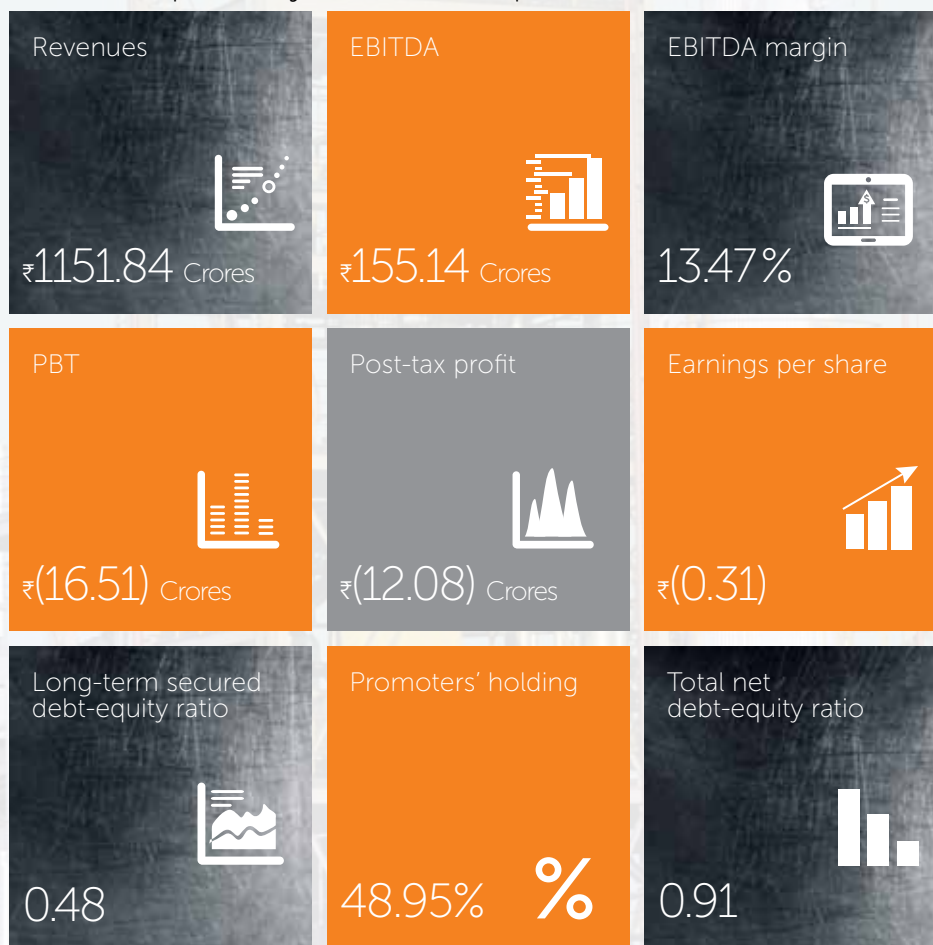 Revenues
₹1151.84 Crores
EBITDA
₹155.14 Crores
EBITDA margin
$
13.47%
PBT
₹(16.51) Crores
Post-tax profit
₹(12.08) Crores
Earnings per share
₹(0.31)
Long-term secured
debt-equity ratio
0.48
Promoters’ holding
48.95%
%
Total net
debt-equity ratio
0.91